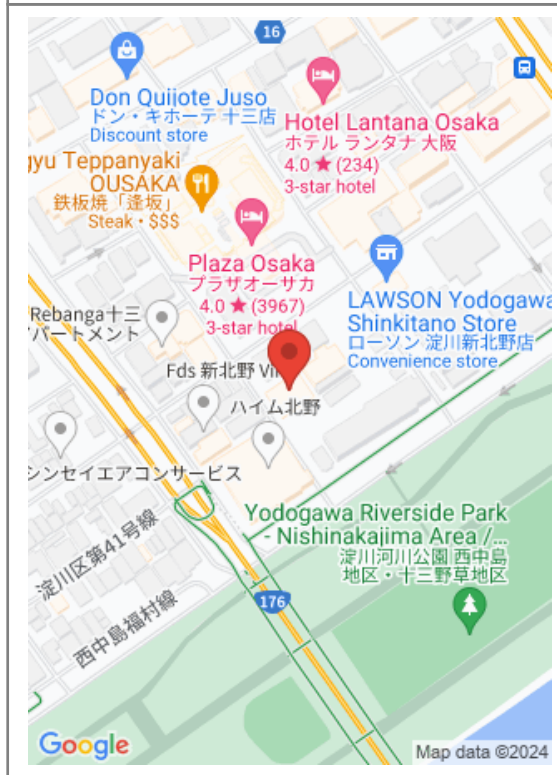 16
Don Quijote Juso
ドン・キホーテ 十三店
Discount store
Hotel Lantana Osaka
ホテル ランタナ 大阪
4.0 ★ (234)
3-star hotel
gyu Teppanyaki
OUSAKA
鉄板焼「逢坂」
Steak • $$$
Plaza Osaka
プラザオーサカ
4.0 ★ (3967)
3-star hotel
LAWSON Yodogawa
Shinkitano Store
ローソン 淀川新北野店
Convenience store
Rebanga十三
パートメント
Fds 新北野 Vi
ハイム北野
シンセイエアコンサービス
淀川区第41号線
西中島福村線
Yodogawa Riverside Park
- Nishinakajima Area /...
淀川河川公園 西中島
地区・十三野草地区
176
Google
Map data ©2024